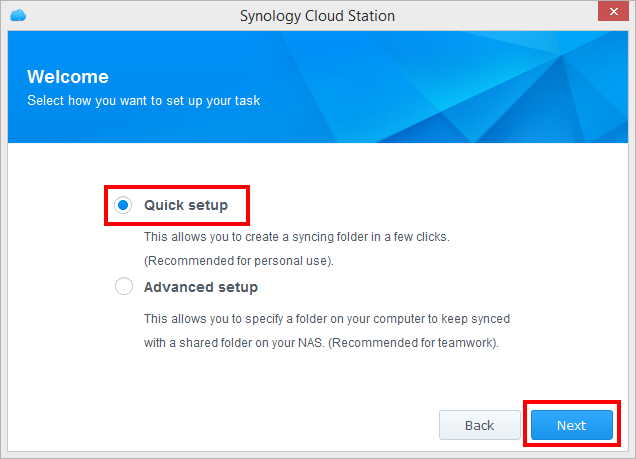 Synology Cloud Station
Welcome
Select how you want to set up your task
Quick setup
This allows you to create a syncing folder in a few clicks.
(Recommended for personal use).
Advanced setup
This allows you to specify a folder on your computer to keep synced
with a shared folder on your NAS. (Recommended for teamwork).
Back
Next